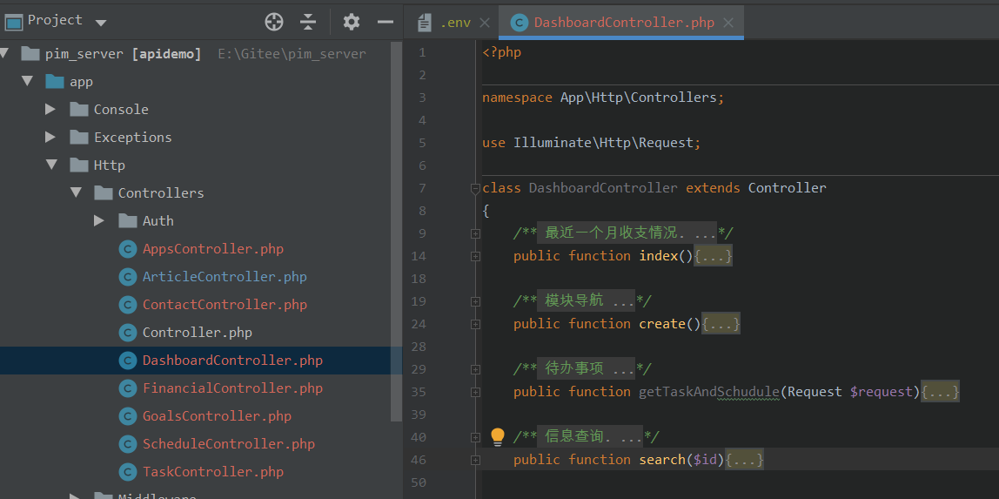 Project
pim_server [apidemo] E:\Gitee\pim_server
app
Console
Exceptions
Http
Controllers
Auth
AppsController.php
ArticleController.php
ContactController.php
Controller.php
DashboardController.php
FinancialController.php
GoalsController.php
ScheduleController.php
TaskController.php
Middleware
.env
DashboardController.php
1 <?php
2
3 namespace App\Http\Controllers;
4
5 use Illuminate\Http\Request;
6
7 class DashboardController extends Controller
8 {
9 /** 最近一个月收支情况. ...*/
14 public function index(){...}
18
19 /** 模块导航 ...*/
24 public function create(){...}
28
29 /** 待办事项 ...*/
35 public function getTaskAndSchudule(Request $request){...}
39
40 /** 信息查询. ...*/
46 public function search($id){...}
50